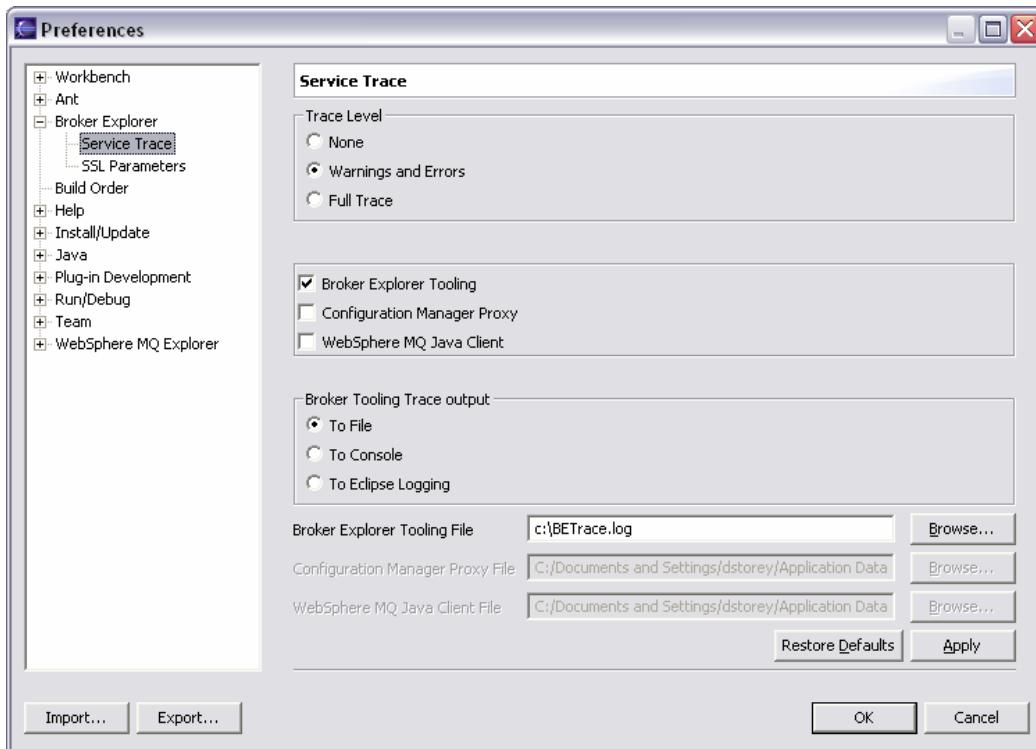 Preferences
Workbench
Ant
Broker Explorer
Service Trace
SSL Parameters
Build Order
Help
Install/Update
Java
Plug-in Development
Run/Debug
Team
WebSphere MQ Explorer
Service Trace
Trace Level
None
Warnings and Errors
Full Trace
Broker Explorer Tooling
Configuration Manager Proxy
WebSphere MQ Java Client
Broker Tooling Trace output
To File
To Console
To Eclipse Logging
Broker Explorer Tooling File c:\BETrace.log Browse...
Configuration Manager Proxy File C:/Documents and Settings/dstorey/Application Data Browse...
WebSphere MQ Java Client File C:/Documents and Settings/dstorey/Application Data Browse...
Restore Defaults Apply
Import... Export... OK Cancel